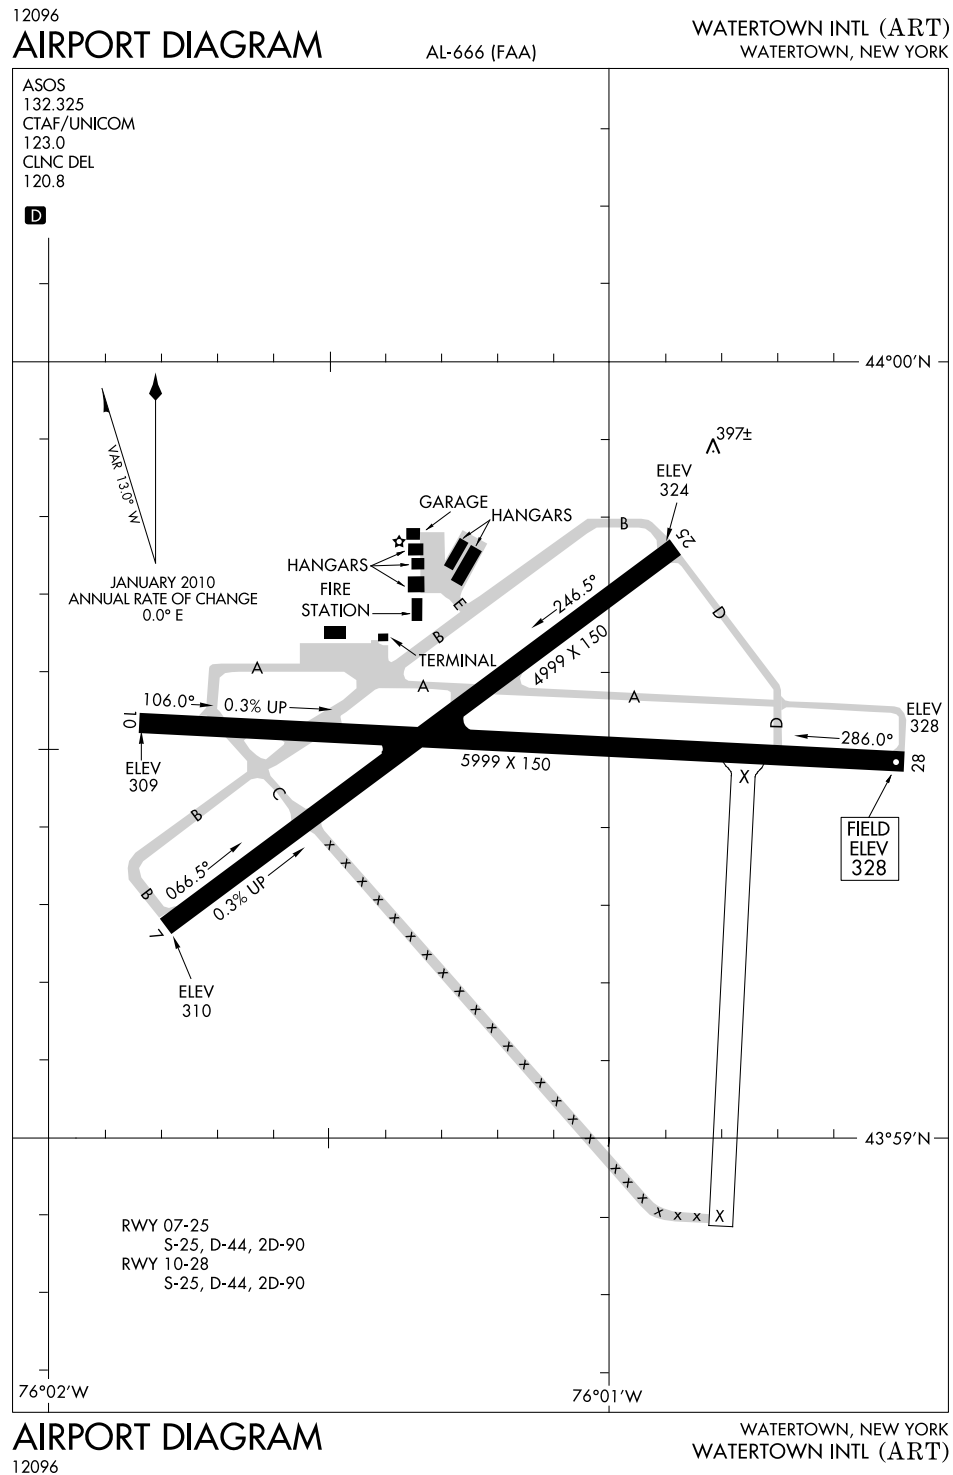 12096
AIRPORT DIAGRAM
AL-666 (FAA)
WATERTOWN INTL (ART)
WATERTOWN, NEW YORK
ASOS
132.325
CTAF/UNICOM
123.0
CLNC DEL
120.8
D
44°00'N
VAR 13.0° W
JANUARY 2010
ANNUAL RATE OF CHANGE
0.0° E
397±
ELEV
324
GARAGE
HANGARS
HANGARS
FIRE
STATION
TERMINAL
25
B
E
B
D
246.5°
4999 X 150
A
A
A
106.0°
0.3% UP
10
ELEV
309
5999 X 150
D
286.0°
ELEV
328
28
X
FIELD
ELEV
328
C
B
B
066.5°
0.3% UP
7
ELEV
310
x x x x x x x x x x x x x x x x x x x x x x x x
X
43°59'N
RWY 07-25
S-25, D-44, 2D-90
RWY 10-28
S-25, D-44, 2D-90
76°02'W
76°01'W
AIRPORT DIAGRAM
12096
WATERTOWN, NEW YORK
WATERTOWN INTL (ART)